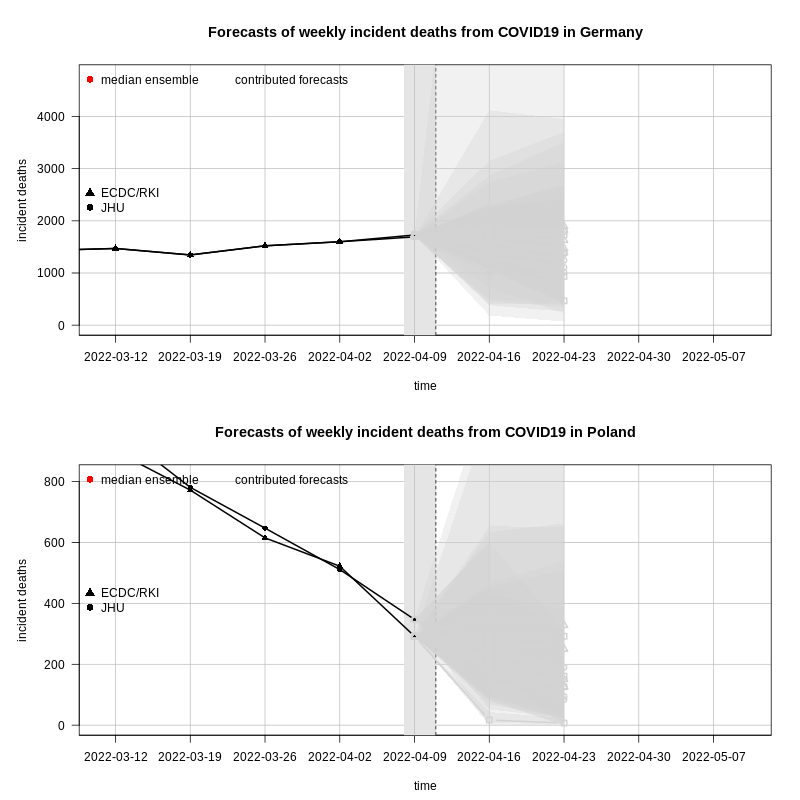 Forecasts of weekly incident deaths from COVID19 in Germany
median ensemble contributed forecasts
4000
3000
ECDC/RKI
JHU
2000
1000
0
incident deaths
2022-03-12 2022-03-19 2022-03-26 2022-04-02 2022-04-09 2022-04-16 2022-04-23 2022-04-30 2022-05-07
time
Forecasts of weekly incident deaths from COVID19 in Poland
median ensemble contributed forecasts
800
600
ECDC/RKI
JHU
400
200
0
incident deaths
2022-03-12 2022-03-19 2022-03-26 2022-04-02 2022-04-09 2022-04-16 2022-04-23 2022-04-30 2022-05-07
time